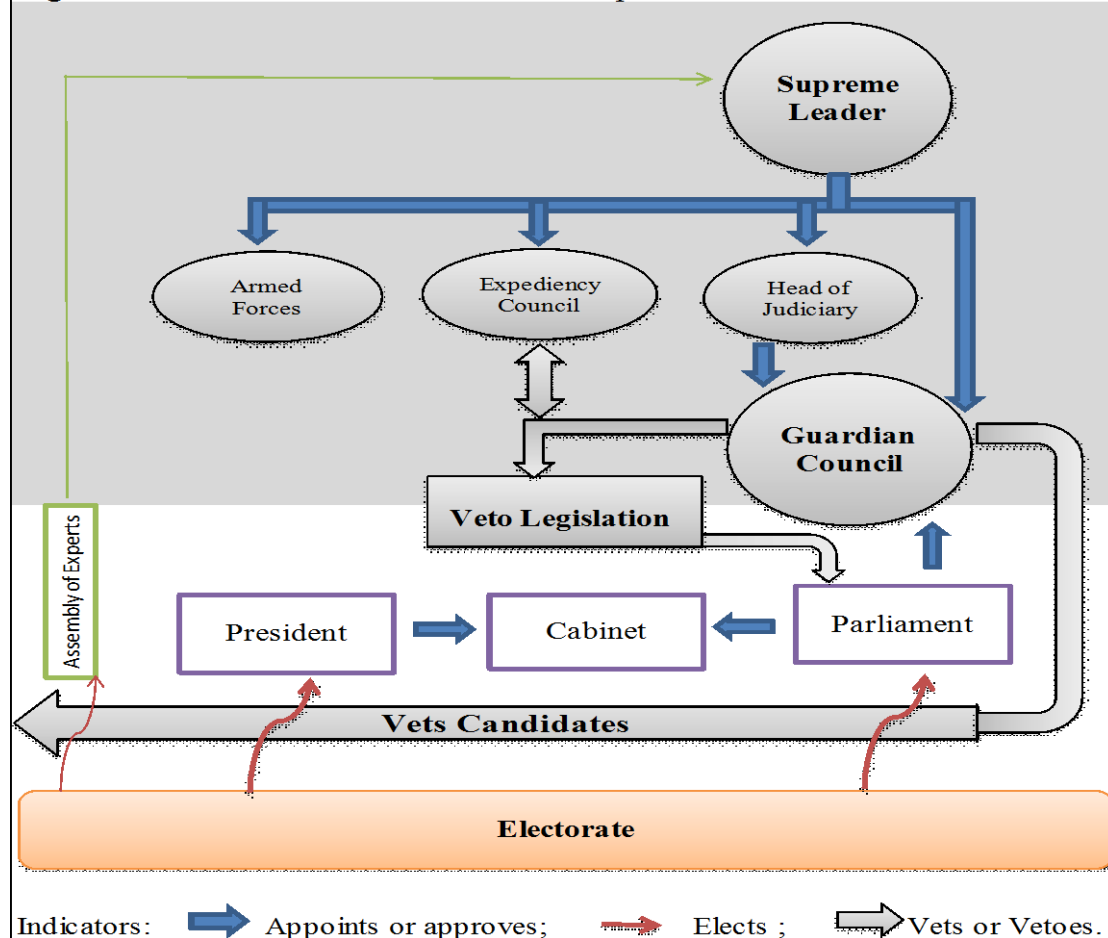 Supreme
Leader
Armed
Forces
Expediency
Council
Head of
Judiciary
Guardian
Council
Veto Legislation
Assembly of Experts
President
Cabinet
Parliament
Vets Candidates
Electorate
Indicators: Appoints or approves; Elects ; Vets or Vetoes.